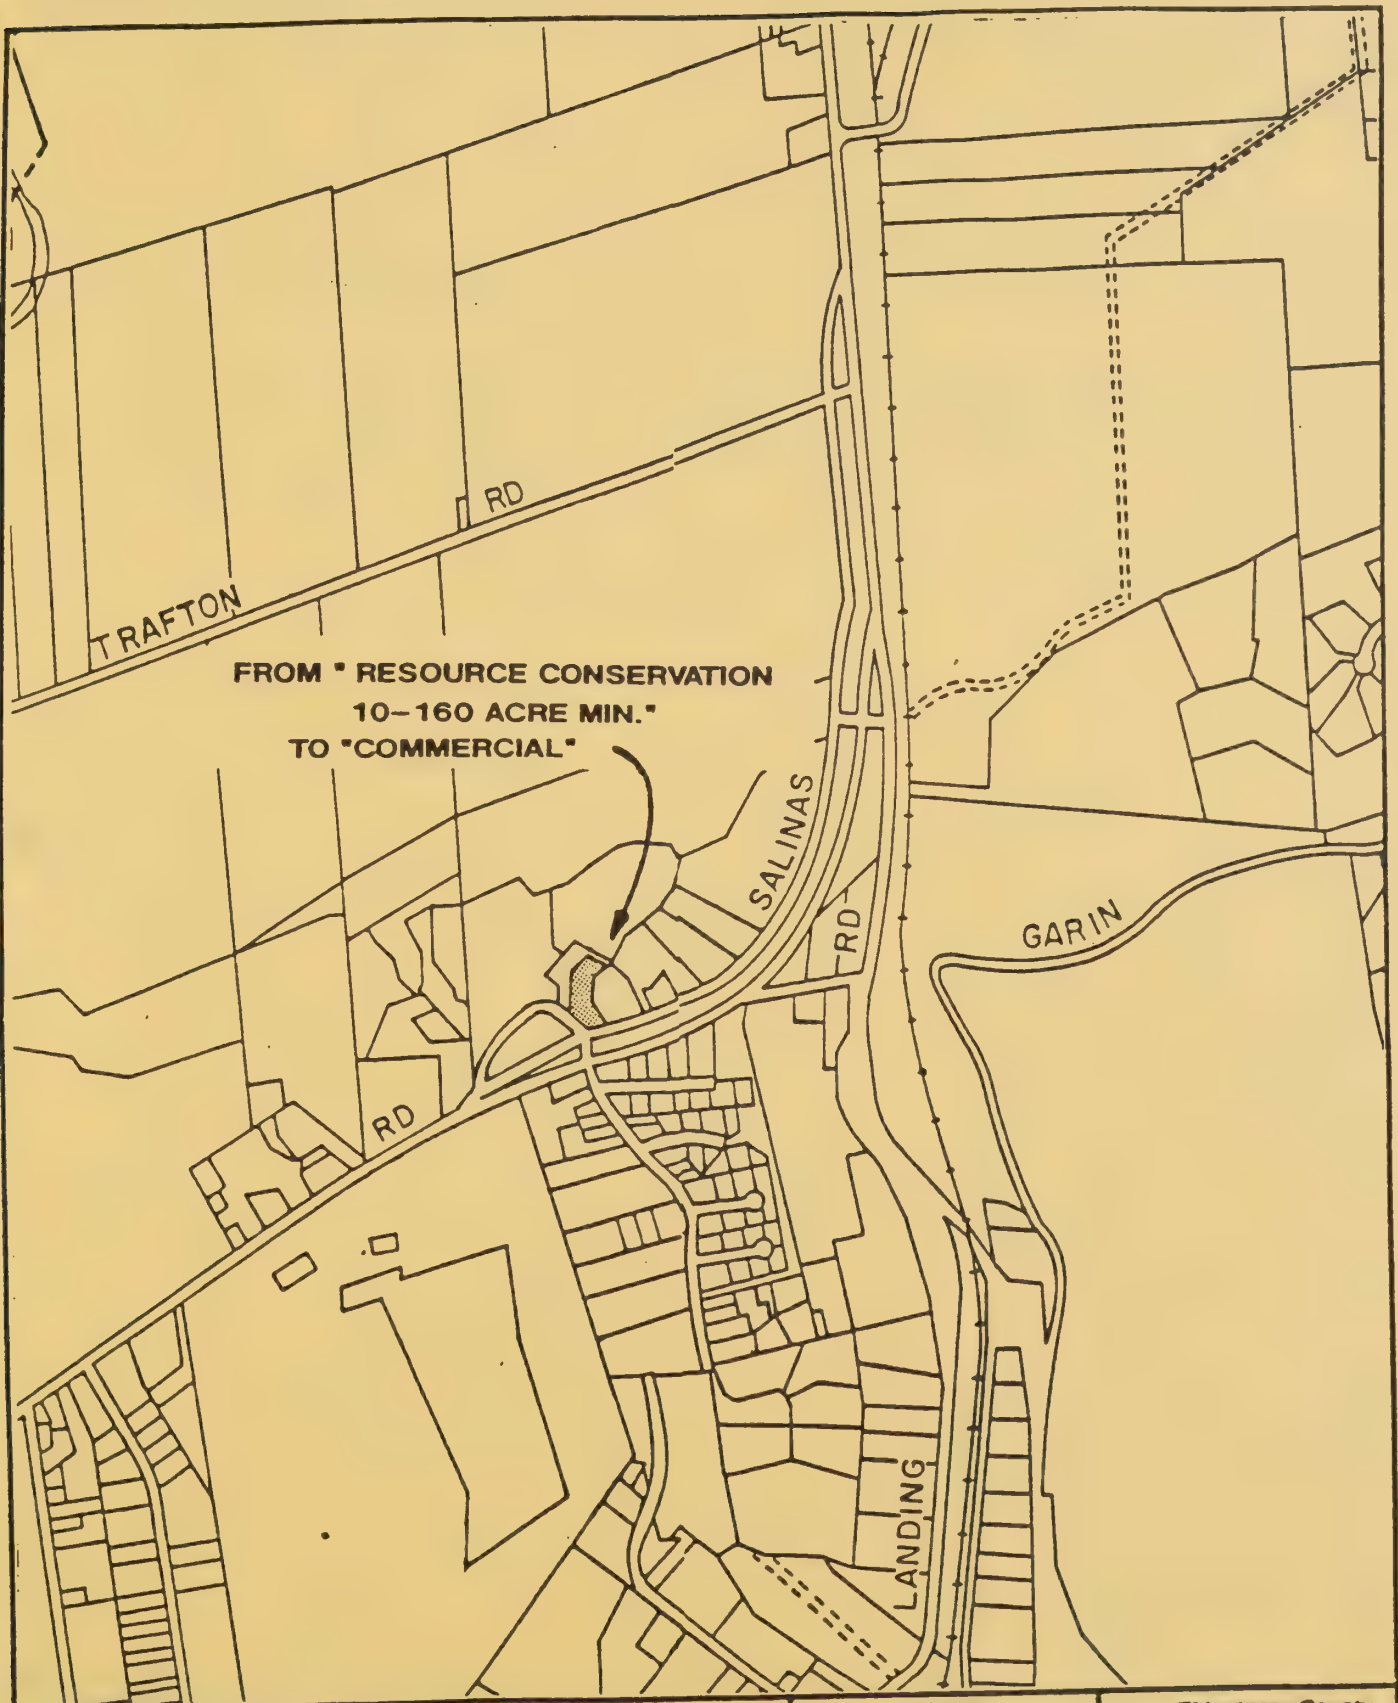 RD
TRAFTON
FROM " RESOURCE CONSERVATION
10-160 ACRE MIN."
TO "COMMERCIAL"
SALINAS
RD
GARIN
RD
LANDING